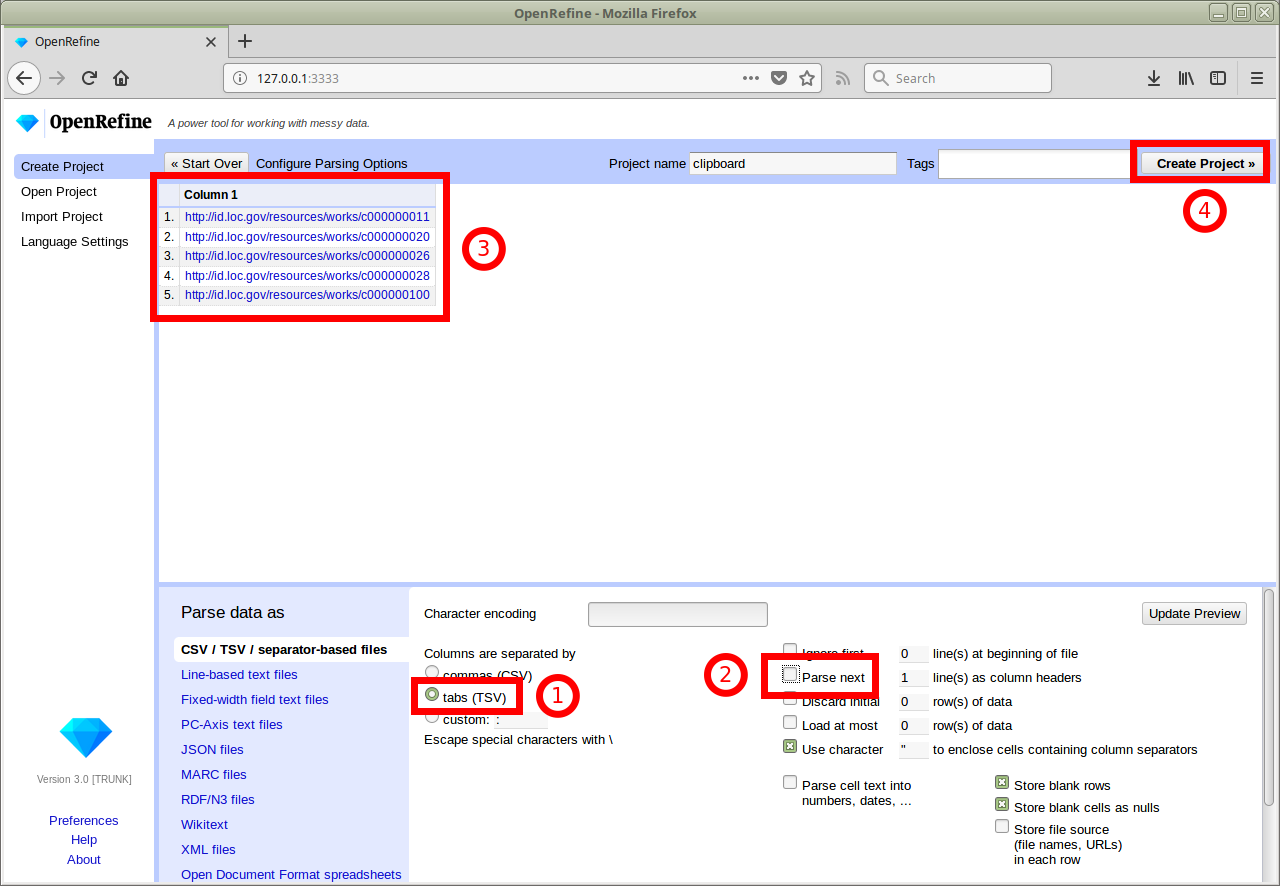 OpenRefine - Mozilla Firefox
OpenRefine
127.0.0.1:3333
Search
OpenRefine A power tool for working with messy data.
Create Project
Open Project
Import Project
Language Settings
« Start Over Configure Parsing Options Project name clipboard Tags Create Project »
4
Column 1
1. http://id.loc.gov/resources/works/c000000011
2. http://id.loc.gov/resources/works/c000000020
3. http://id.loc.gov/resources/works/c000000026
4. http://id.loc.gov/resources/works/c000000028
5. http://id.loc.gov/resources/works/c000000100
3
Parse data as
CSV / TSV / separator-based files
Line-based text files
Fixed-width field text files
PC-Axis text files
JSON files
MARC files
RDF/N3 files
Wikitext
XML files
Open Document Format spreadsheets
Character encoding
Update Preview
Columns are separated by
commas (CSV)
tabs (TSV)
1
custom: :
Escape special characters with \
2
Ignore first 0 line(s) at beginning of file
Parse next 1 line(s) as column headers
Discard initial 0 row(s) of data
Load at most 0 row(s) of data
Use character " to enclose cells containing column separators
Parse cell text into
numbers, dates, ...
Store blank rows
Store blank cells as nulls
Store file source
(file names, URLs)
in each row
Version 3.0 [TRUNK]
Preferences
Help
About